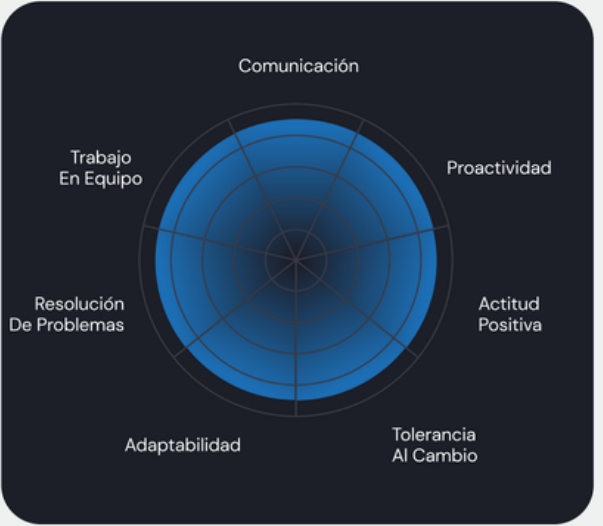 Comunicación
Trabajo
En Equipo
Proactividad
Resolución
De Problemas
Actitud
Positiva
Adaptabilidad
Tolerancia
Al Cambio